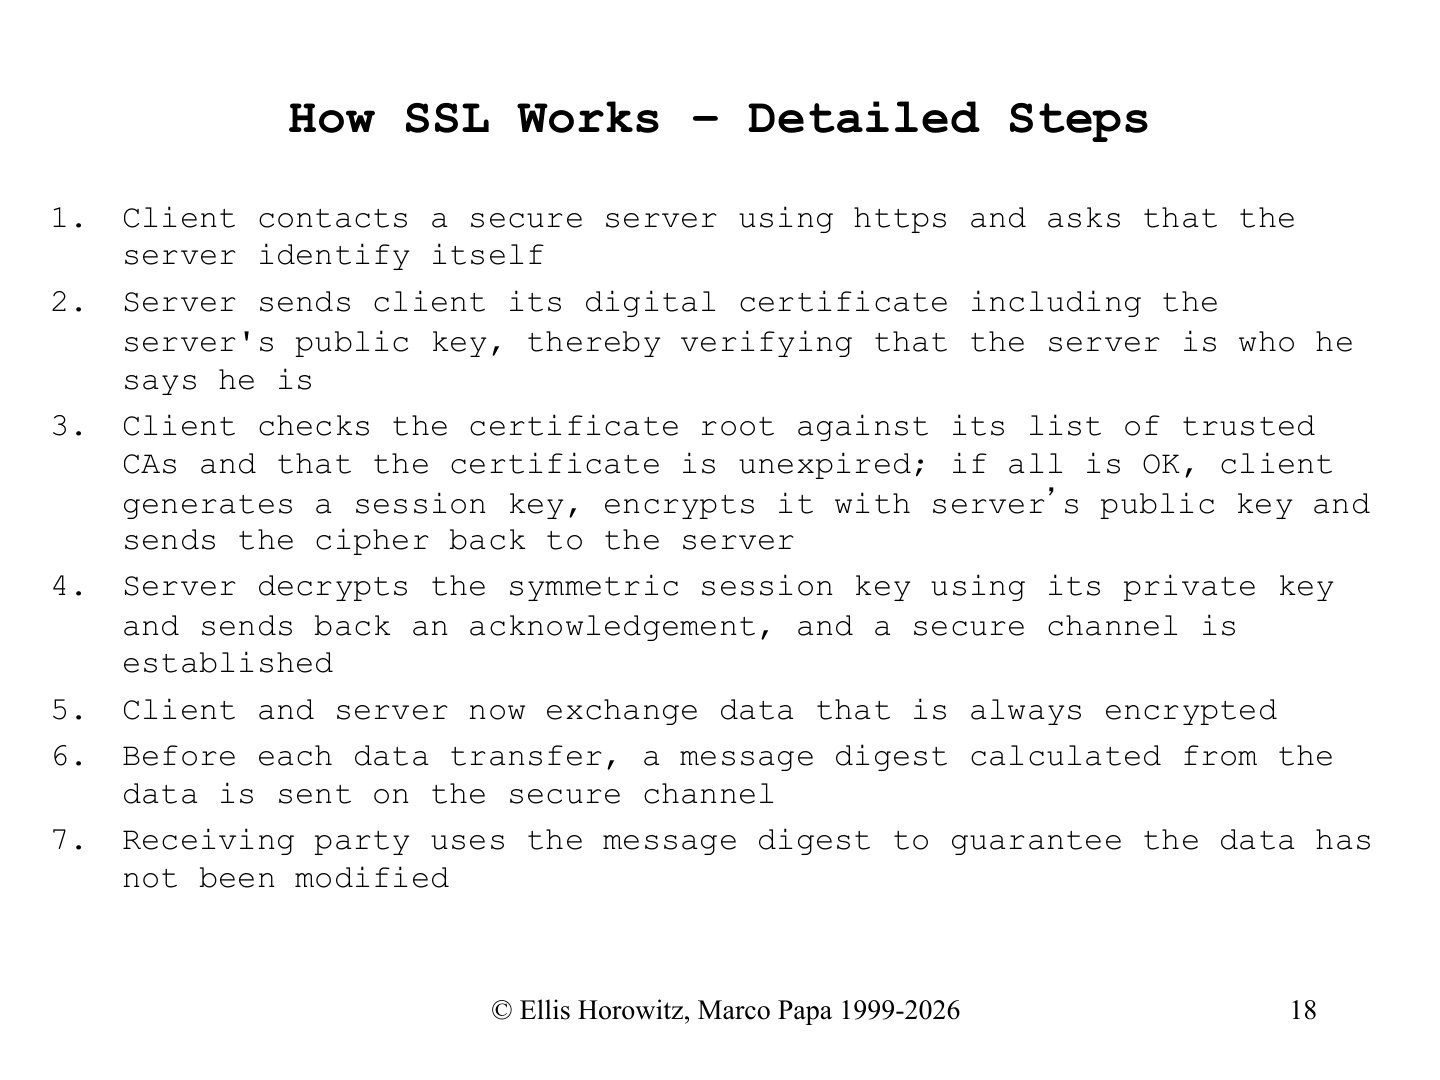 How SSL Works – Detailed Steps
1. Client contacts a secure server using https and asks that the
server identify itself
2. Server sends client its digital certificate including the
server's public key, thereby verifying that the server is who he
says he is
3. Client checks the certificate root against its list of trusted
CAs and that the certificate is unexpired; if all is OK, client
generates a session key, encrypts it with server’s public key and
sends the cipher back to the server
4. Server decrypts the symmetric session key using its private key
and sends back an acknowledgement, and a secure channel is
established
5. Client and server now exchange data that is always encrypted
6. Before each data transfer, a message digest calculated from the
data is sent on the secure channel
7. Receiving party uses the message digest to guarantee the data has
not been modified
© Ellis Horowitz, Marco Papa 1999-2026 18